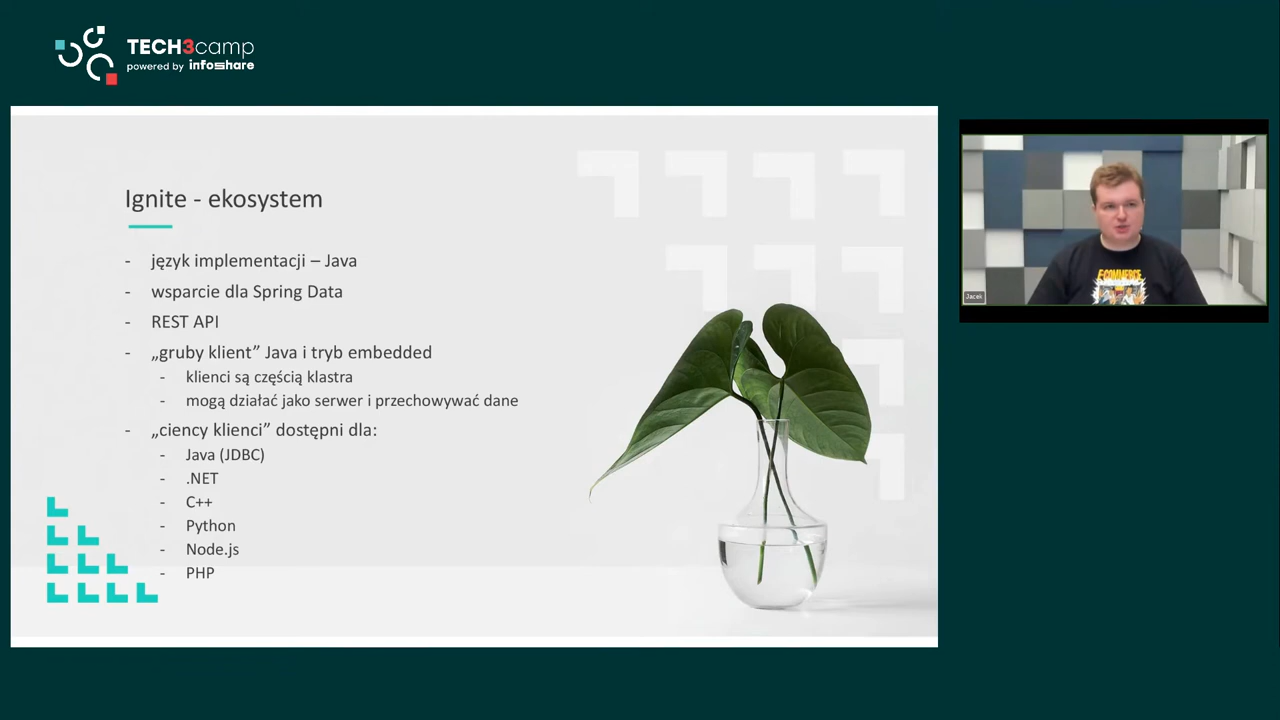 TECH3camp
powered by infoshare
Ignite - ekosystem
- język implementacji – Java
- wsparcie dla Spring Data
- REST API
- „gruby klient” Java i tryb embedded
- klienci są częścią klastra
- mogą działać jako serwer i przechowywać dane
- „ciency klienci” dostępni dla:
- Java (JDBC)
- .NET
- C++
- Python
- Node.js
- PHP
Jacek
ECOMMERCE